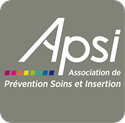 Apsi
Association de
Prévention Soins et Insertion